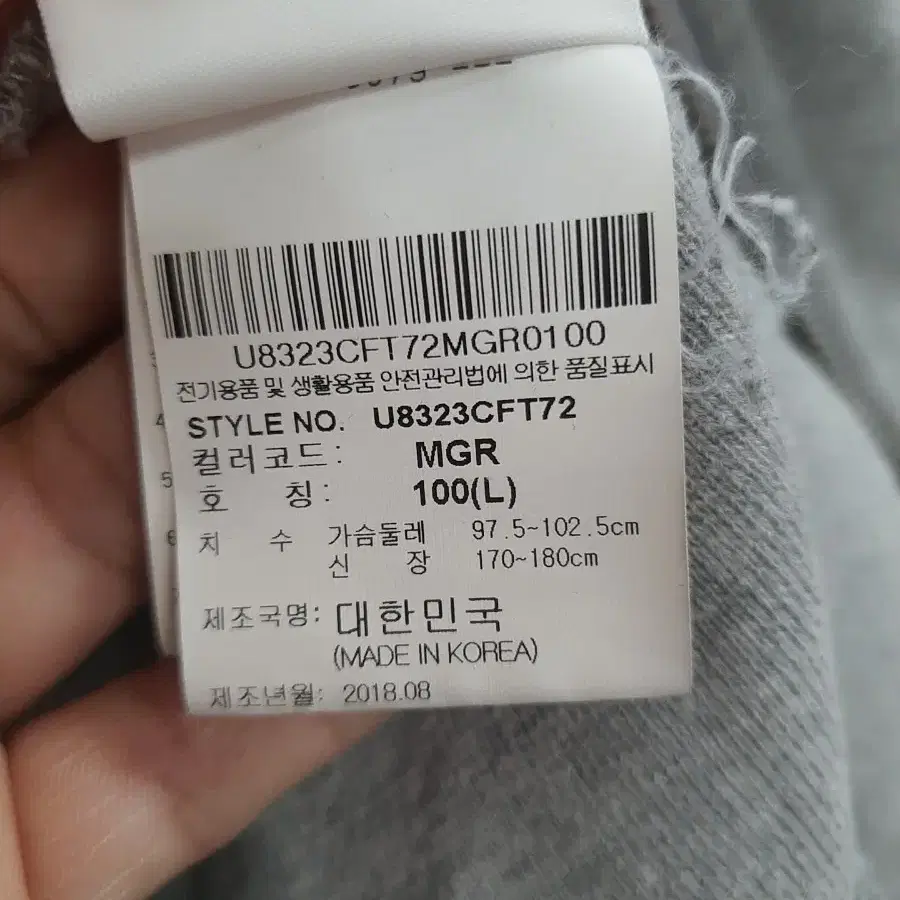 U8323CFT72MGR0100
전기용품 및 생활용품 안전관리법에 의한 품질표시
STYLE NO. U8323CFT72
컬러코드: MGR
호 칭: 100(L)
치 수 가슴둘레 97.5~102.5cm
신 장 170~180cm
제조국명: 대한민국
(MADE IN KOREA)
제조년월: 2018.08